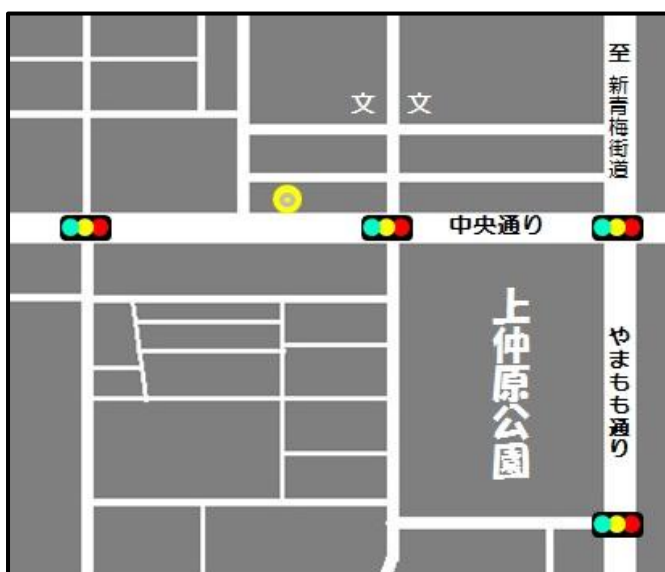 至 新青梅街道
文 文
中央通り
上仲原公園
やまもも通り